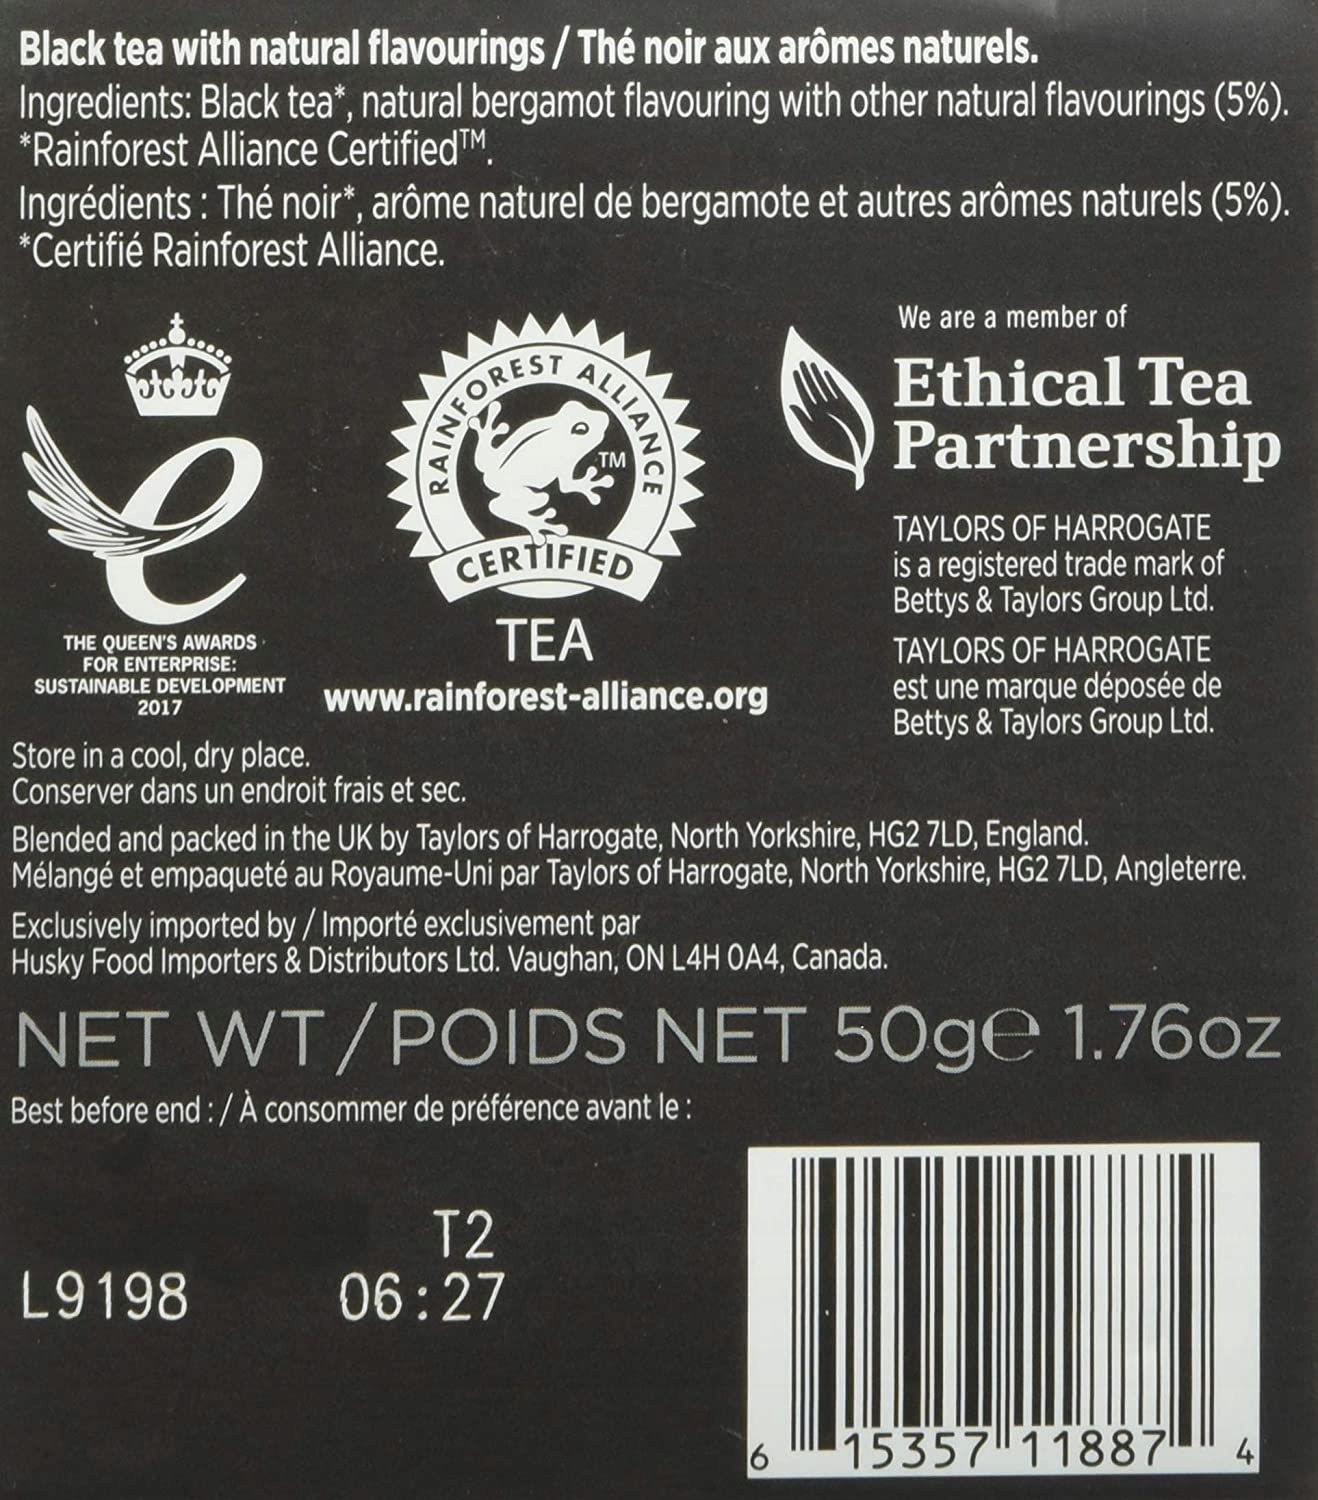 Black tea with natural flavourings / Thé noir aux arômes naturels.
Ingredients: Black tea*, natural bergamot flavouring with other natural flavourings (5%).
*Rainforest Alliance Certified™.
Ingrédients : Thé noir*, arôme naturel de bergamote et autres arômes naturels (5%).
*Certifié Rainforest Alliance.
e
THE QUEEN'S AWARDS
FOR ENTERPRISE:
SUSTAINABLE DEVELOPMENT
2017
RAINFOREST ALLIANCE
TM
CERTIFIED
TEA
www.rainforest-alliance.org
We are a member of
Ethical Tea
Partnership
TAYLORS OF HARROGATE
is a registered trade mark of
Bettys & Taylors Group Ltd.
TAYLORS OF HARROGATE
est une marque déposée de
Bettys & Taylors Group Ltd.
Store in a cool, dry place.
Conserver dans un endroit frais et sec.
Blended and packed in the UK by Taylors of Harrogate, North Yorkshire, HG2 7LD, England.
Mélangé et empaqueté au Royaume-Uni par Taylors of Harrogate, North Yorkshire, HG2 7LD, Angleterre.
Exclusively imported by / Importé exclusivement par
Husky Food Importers & Distributors Ltd. Vaughan, ON L4H 0A4, Canada.
NET WT/POIDS NET 50g℮ 1.76oz
Best before end : / À consommer de préférence avant le :
T2
L9198 06:27
6 15357 11887 4